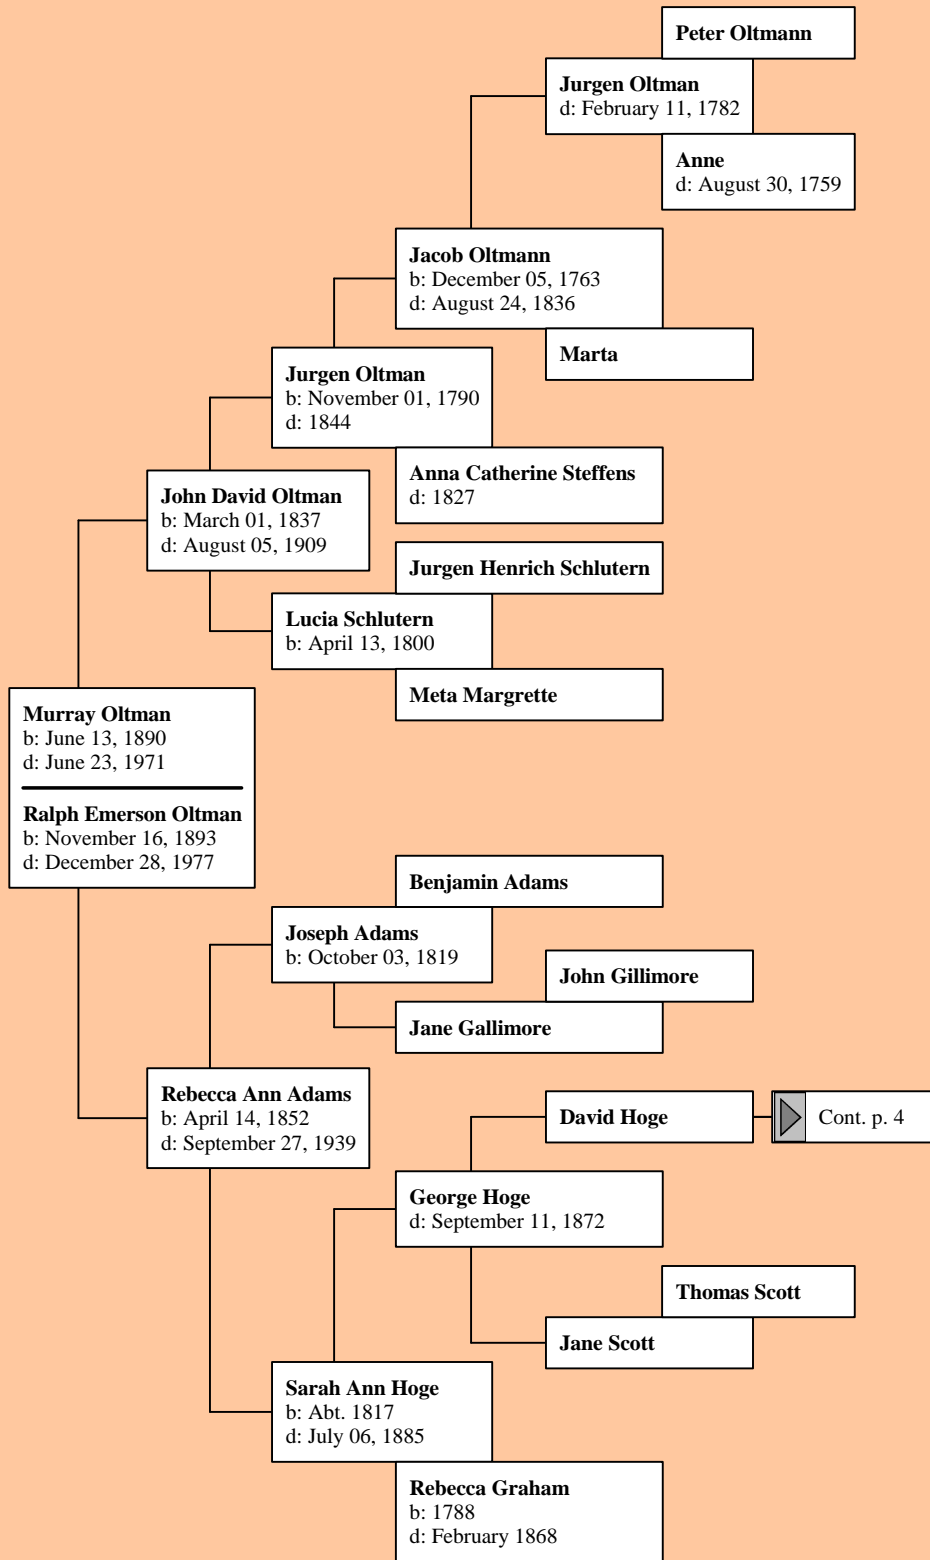 Peter Oltmann
Jurgen Oltman
d: February 11, 1782
Anne
d: August 30, 1759
Jacob Oltmann
b: December 05, 1763
d: August 24, 1836
Marta
Jurgen Oltman
b: November 01, 1790
d: 1844
Anna Catherine Steffens
d: 1827
John David Oltman
b: March 01, 1837
d: August 05, 1909
Jurgen Henrich Schlutern
Lucia Schlutern
b: April 13, 1800
Meta Margrette
Murray Oltman
b: June 13, 1890
d: June 23, 1971
Ralph Emerson Oltman
b: November 16, 1893
d: December 28, 1977
Benjamin Adams
Joseph Adams
b: October 03, 1819
John Gillimore
Jane Gallimore
Rebecca Ann Adams
b: April 14, 1852
d: September 27, 1939
David Hoge
Cont. p. 4
George Hoge
d: September 11, 1872
Thomas Scott
Jane Scott
Sarah Ann Hoge
b: Abt. 1817
d: July 06, 1885
Rebecca Graham
b: 1788
d: February 1868